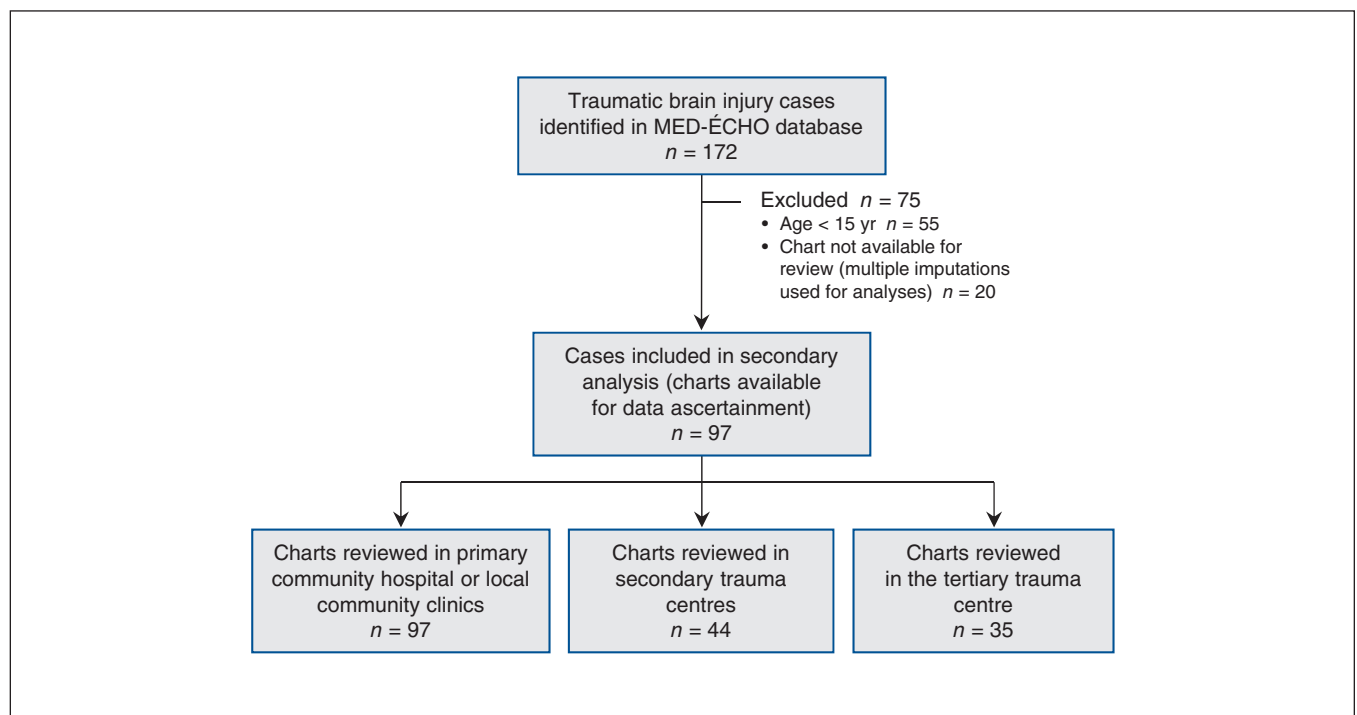 Traumatic brain injury cases
identified in MED-ÉCHO database
n = 172
Excluded n = 75
• Age < 15 yr n = 55
• Chart not available for
review (multiple imputations
used for analyses) n = 20
Cases included in secondary
analysis (charts available
for data ascertainment)
n = 97
Charts reviewed in primary
community hospital or local
community clinics
n = 97
Charts reviewed in
secondary trauma
centres
n = 44
Charts reviewed
in the tertiary trauma
centre
n = 35